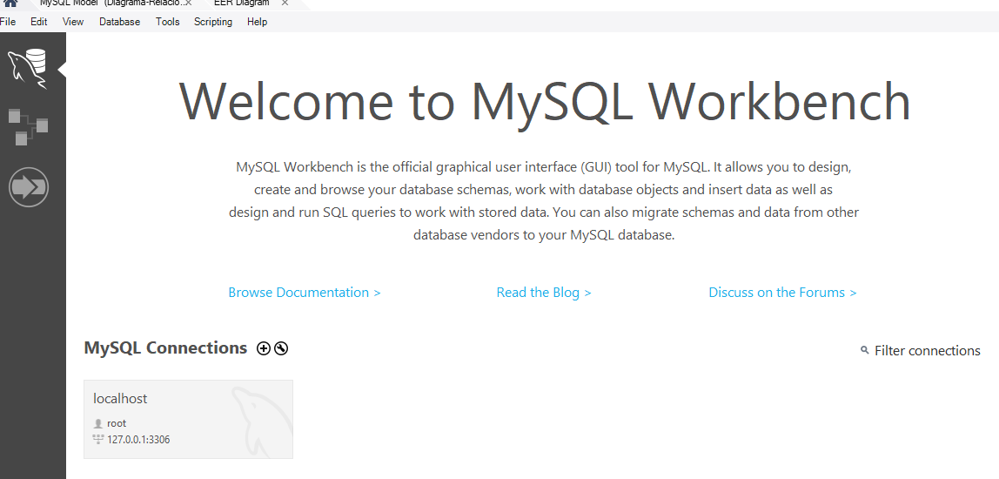 MySQL Model (Diagrama-Relacio...
EER Diagram
File Edit View Database Tools Scripting Help
Welcome to MySQL Workbench
MySQL Workbench is the official graphical user interface (GUI) tool for MySQL. It allows you to design,
create and browse your database schemas, work with database objects and insert data as well as
design and run SQL queries to work with stored data. You can also migrate schemas and data from other
database vendors to your MySQL database.
Browse Documentation > Read the Blog > Discuss on the Forums >
MySQL Connections
Filter connections
localhost
root
127.0.0.1:3306